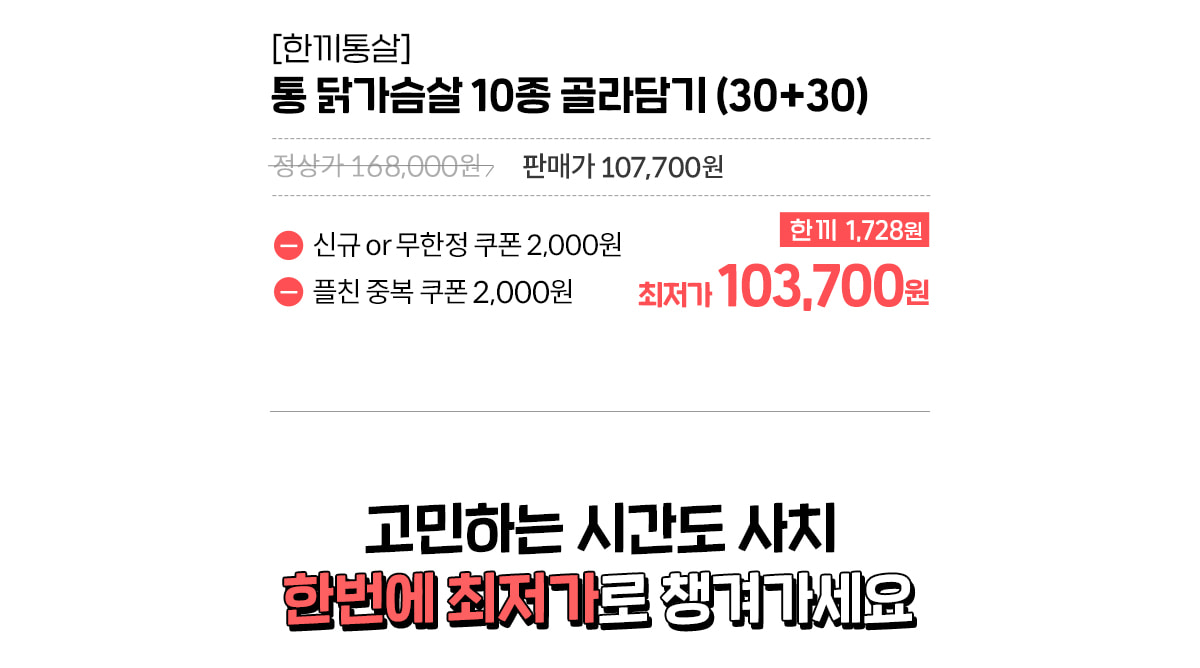 [한끼통살]
통 닭가슴살 10종 골라담기 (30+30)
정상가 168,000원 판매가 107,700원
신규 or 무한정 쿠폰 2,000원
플친 중복 쿠폰 2,000원
한끼 1,728원
최저가 103,700원
고민하는 시간도 사치
한번에 최저가로 챙겨가세요